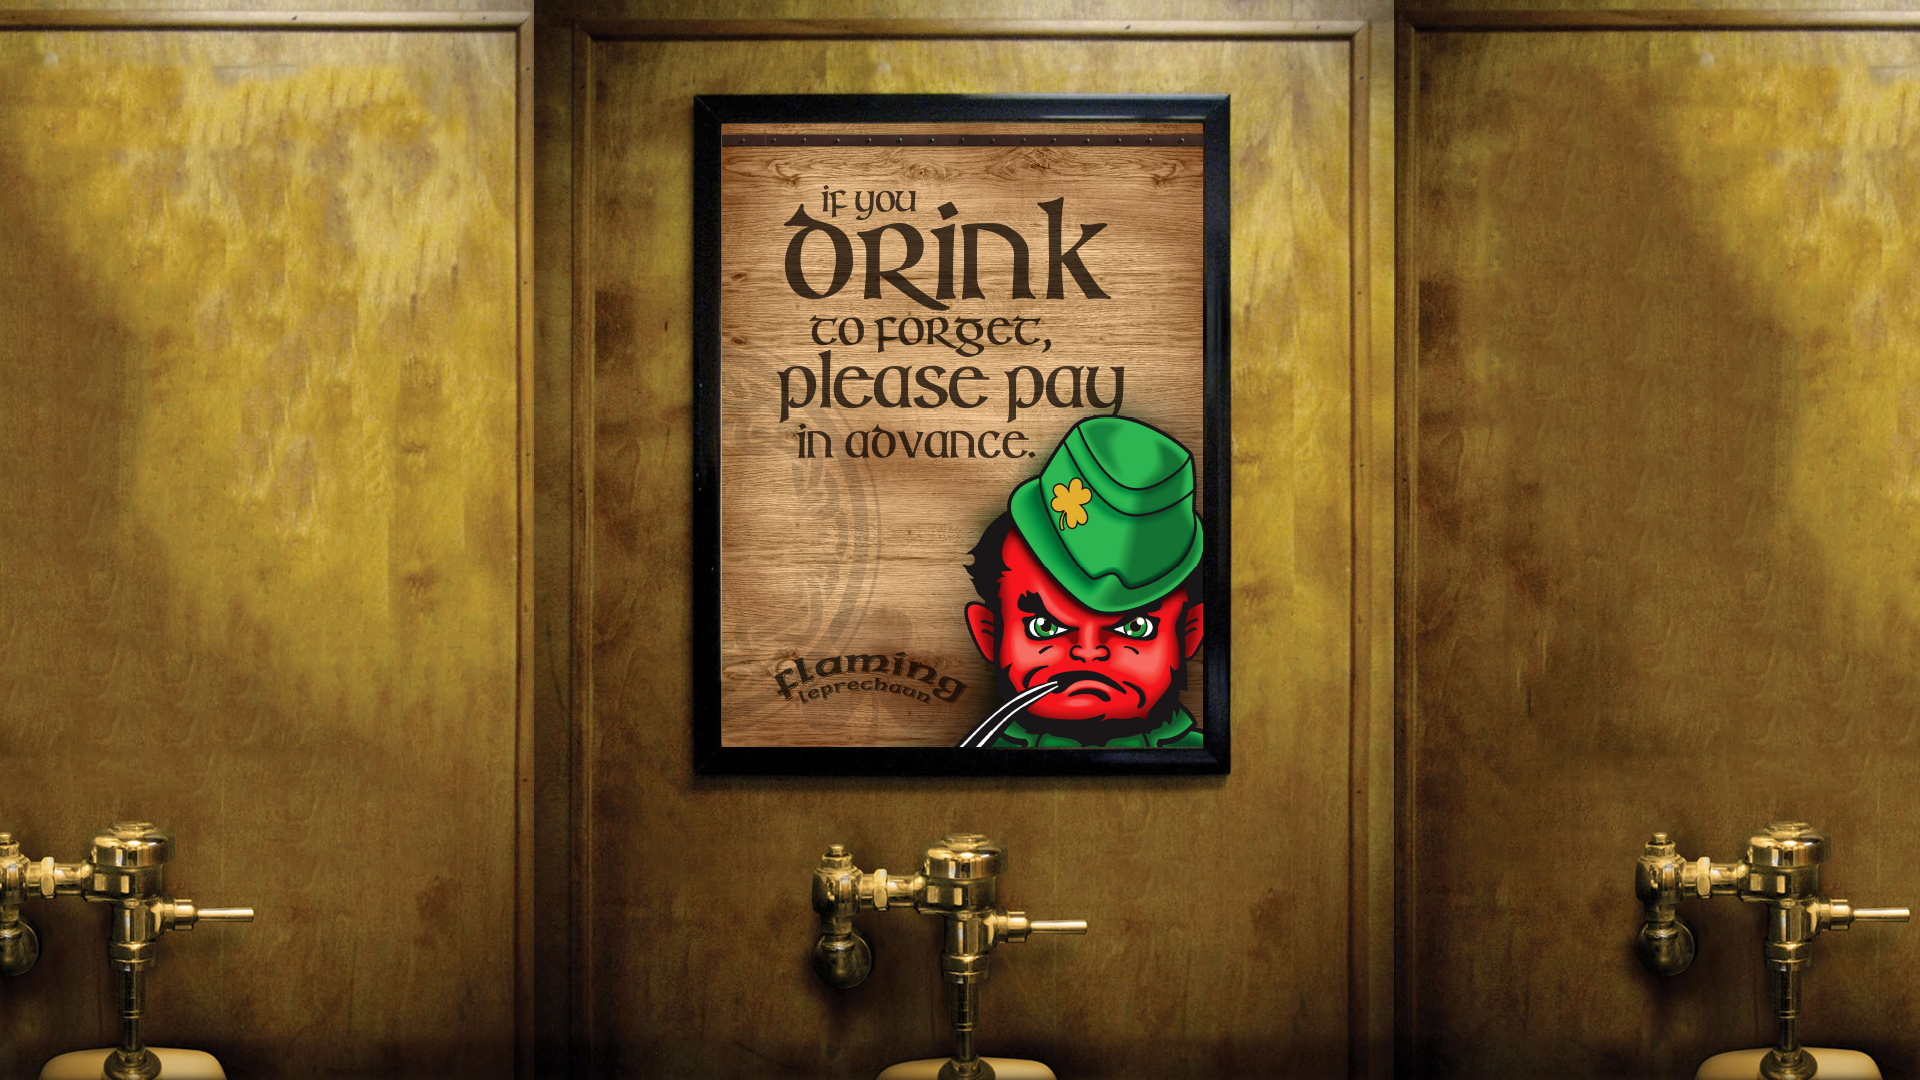 if you
drink
to forget,
please pay
in advance.
flaming
leprechaun